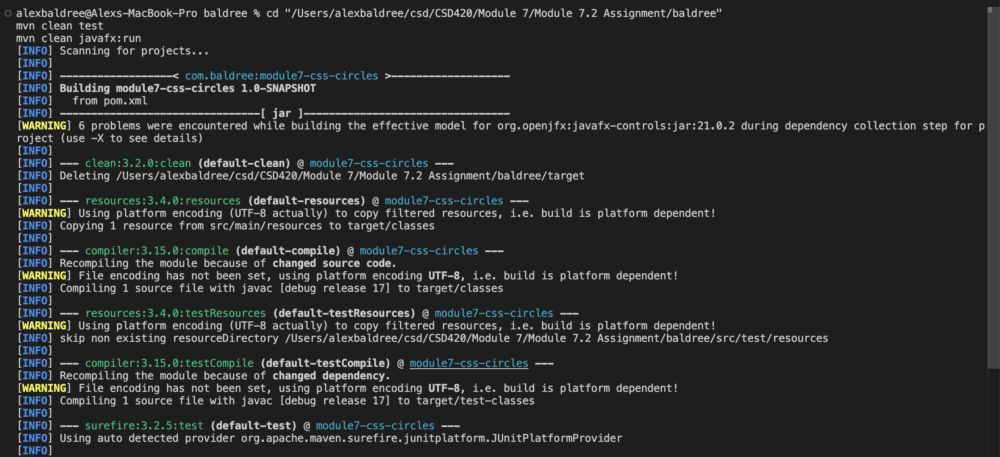 alexbaldree@Alexs-MacBook-Pro baldree % cd "/Users/alexbaldree/csd/CSD420/Module 7/Module 7.2 Assignment/baldree"
mvn clean test
mvn clean javafx:run
[INFO] Scanning for projects...
[INFO]
[INFO] ------------------< com.baldree:module7-css-circles >-------------------
[INFO] Building module7-css-circles 1.0-SNAPSHOT
[INFO]   from pom.xml
[INFO] --------------------------------[ jar ]---------------------------------
[WARNING] 6 problems were encountered while building the effective model for org.openjfx:javafx-controls:jar:21.0.2 during dependency collection step for p
roject (use -X to see details)
[INFO]
[INFO] --- clean:3.2.0:clean (default-clean) @ module7-css-circles ---
[INFO] Deleting /Users/alexbaldree/csd/CSD420/Module 7/Module 7.2 Assignment/baldree/target
[INFO]
[INFO] --- resources:3.4.0:resources (default-resources) @ module7-css-circles ---
[WARNING] Using platform encoding (UTF-8 actually) to copy filtered resources, i.e. build is platform dependent!
[INFO] Copying 1 resource from src/main/resources to target/classes
[INFO]
[INFO] --- compiler:3.15.0:compile (default-compile) @ module7-css-circles ---
[INFO] Recompiling the module because of changed source code.
[WARNING] File encoding has not been set, using platform encoding UTF-8, i.e. build is platform dependent!
[INFO] Compiling 1 source file with javac [debug release 17] to target/classes
[INFO]
[INFO] --- resources:3.4.0:testResources (default-testResources) @ module7-css-circles ---
[WARNING] Using platform encoding (UTF-8 actually) to copy filtered resources, i.e. build is platform dependent!
[INFO] skip non existing resourceDirectory /Users/alexbaldree/csd/CSD420/Module 7/Module 7.2 Assignment/baldree/src/test/resources
[INFO]
[INFO] --- compiler:3.15.0:testCompile (default-testCompile) @ module7-css-circles ---
[INFO] Recompiling the module because of changed dependency.
[WARNING] File encoding has not been set, using platform encoding UTF-8, i.e. build is platform dependent!
[INFO] Compiling 1 source file with javac [debug release 17] to target/test-classes
[INFO]
[INFO] --- surefire:3.2.5:test (default-test) @ module7-css-circles ---
[INFO] Using auto detected provider org.apache.maven.surefire.junitplatform.JUnitPlatformProvider
[INFO]